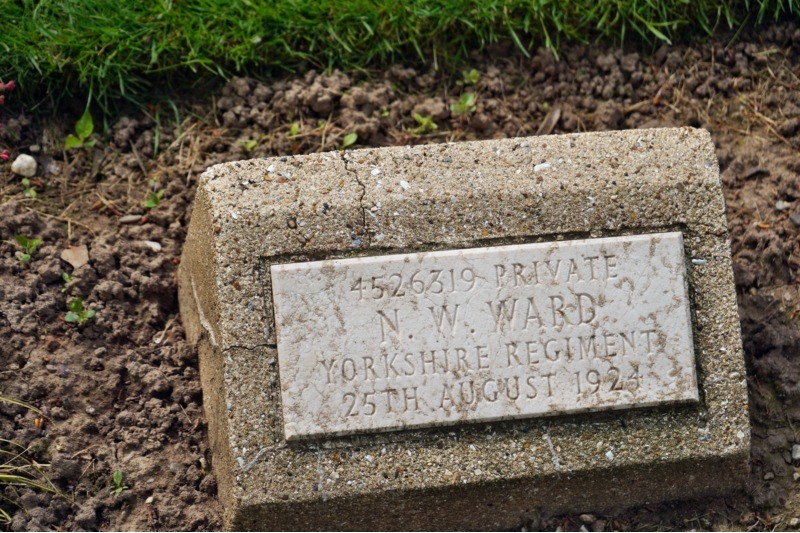 4526319 PRIVATE
N. W. WARD
YORKSHIRE REGIMENT
25TH AUGUST 1924